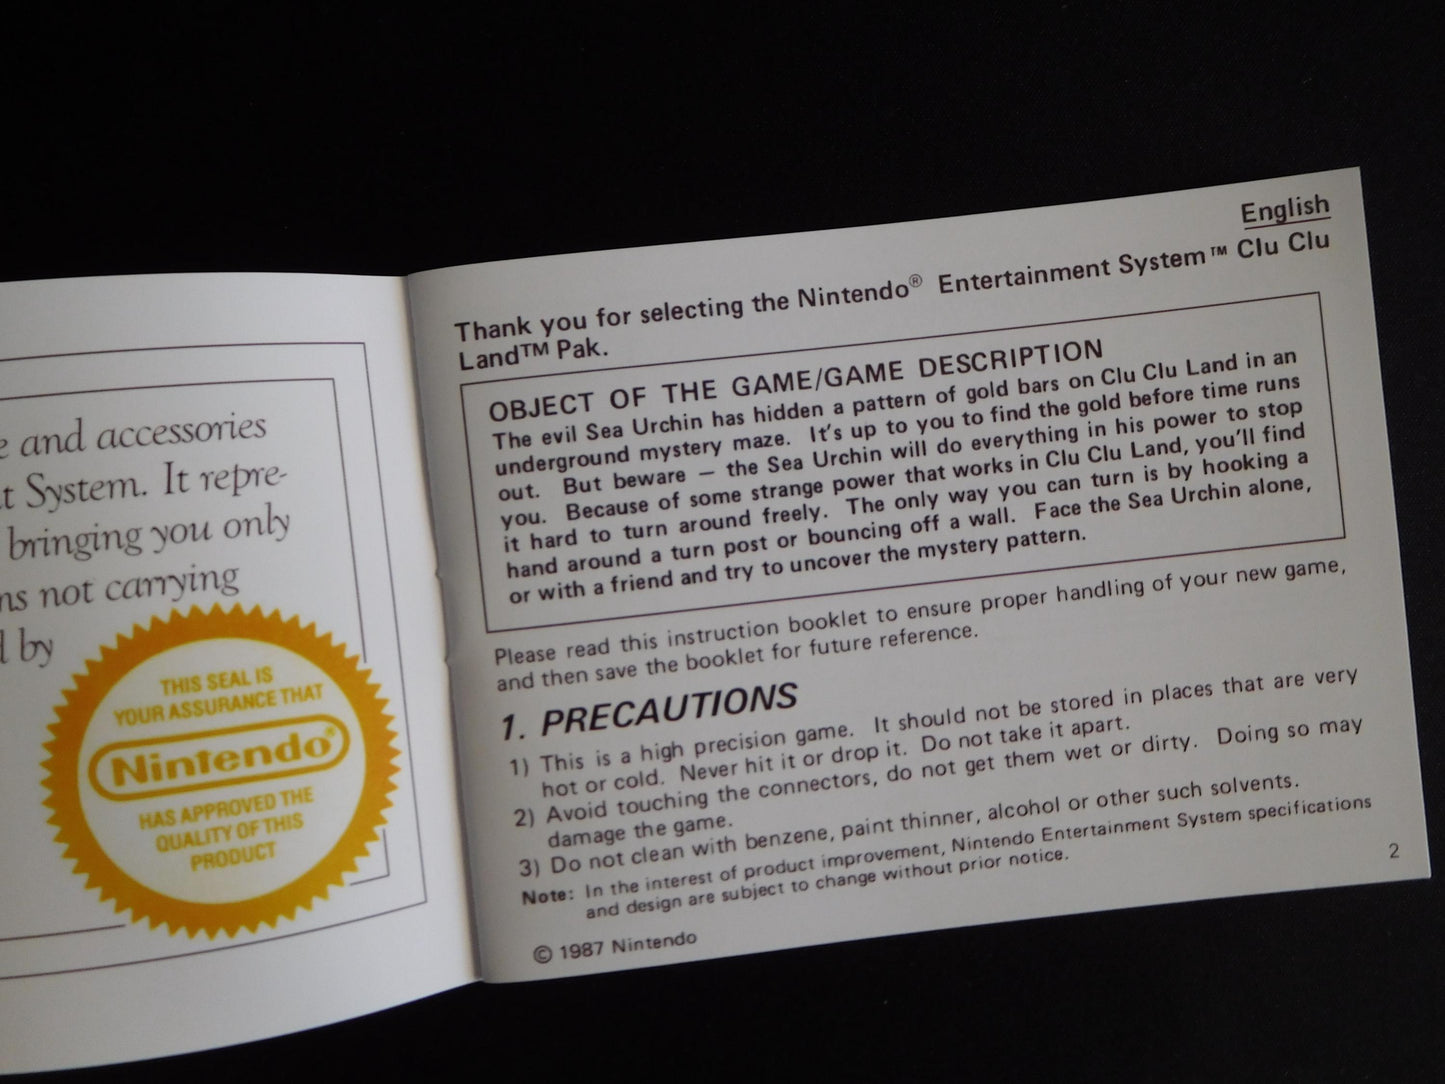 e and accessories
t System. It repre-
bringing you only
ns not carrying
d by
THIS SEAL IS
YOUR ASSURANCE THAT
Nintendo®
HAS APPROVED THE
QUALITY OF THIS
PRODUCT
English
Thank you for selecting the Nintendo® Entertainment System™ Clu Clu
Land™ Pak.
OBJECT OF THE GAME/GAME DESCRIPTION
The evil Sea Urchin has hidden a pattern of gold bars on Clu Clu Land in an
underground mystery maze. It's up to you to find the gold before time runs
out. But beware — the Sea Urchin will do everything in his power to stop
you. Because of some strange power that works in Clu Clu Land, you'll find
it hard to turn around freely. The only way you can turn is by hooking a
hand around a turn post or bouncing off a wall. Face the Sea Urchin alone,
or with a friend and try to uncover the mystery pattern.
Please read this instruction booklet to ensure proper handling of your new game,
and then save the booklet for future reference.
1. PRECAUTIONS
1) This is a high precision game. It should not be stored in places that are very
hot or cold. Never hit it or drop it. Do not take it apart.
2) Avoid touching the connectors, do not get them wet or dirty. Doing so may
damage the game.
3) Do not clean with benzene, paint thinner, alcohol or other such solvents.
Note: In the interest of product improvement, Nintendo Entertainment System specifications
and design are subject to change without prior notice.
2
© 1987 Nintendo